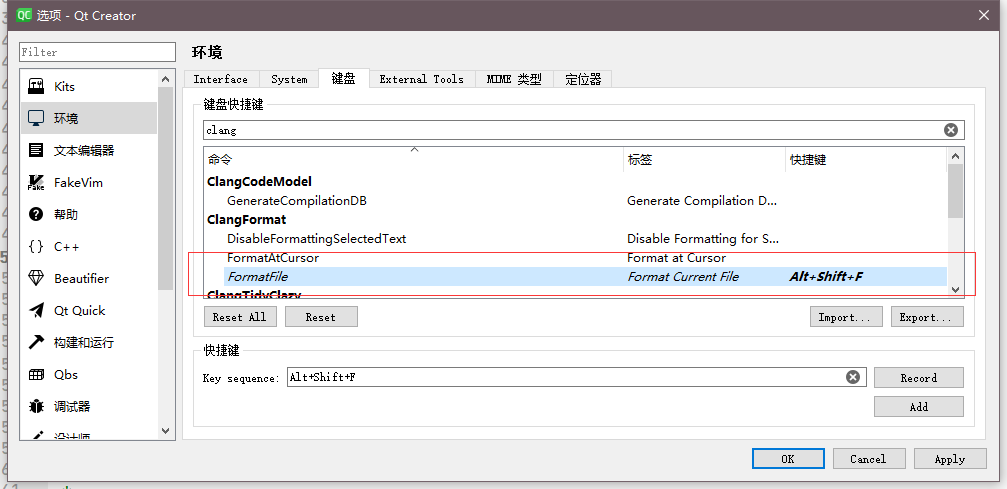 QC 选项 - Qt Creator
Filter
环境
Kits
环境
文本编辑器
FakeVim
帮助
C++
Beautifier
Qt Quick
构建和运行
Qbs
调试器
设计师
Interface
System
键盘
External Tools
MIME 类型
定位器
键盘快捷键
clang
命令 标签 快捷键
ClangCodeModel
GenerateCompilationDB Generate Compilation D...
ClangFormat
DisableFormattingSelectedText Disable Formatting for S...
FormatAtCursor Format at Cursor
FormatFile Format Current File Alt+Shift+F
ClangTidyClazy
Reset All
Reset
Import...
Export...
快捷键
Key sequence: Alt+Shift+F
Record
Add
OK
Cancel
Apply